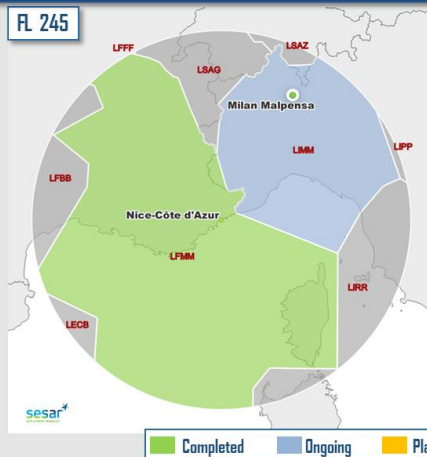 FL 245
LFFF
LSAG
LSAZ
Milan Malpensa
LIMM
LIPP
LFBB
Nice-Côte d'Azur
LFMM
LIRR
LECB
sesar
Completed Ongoing Pla